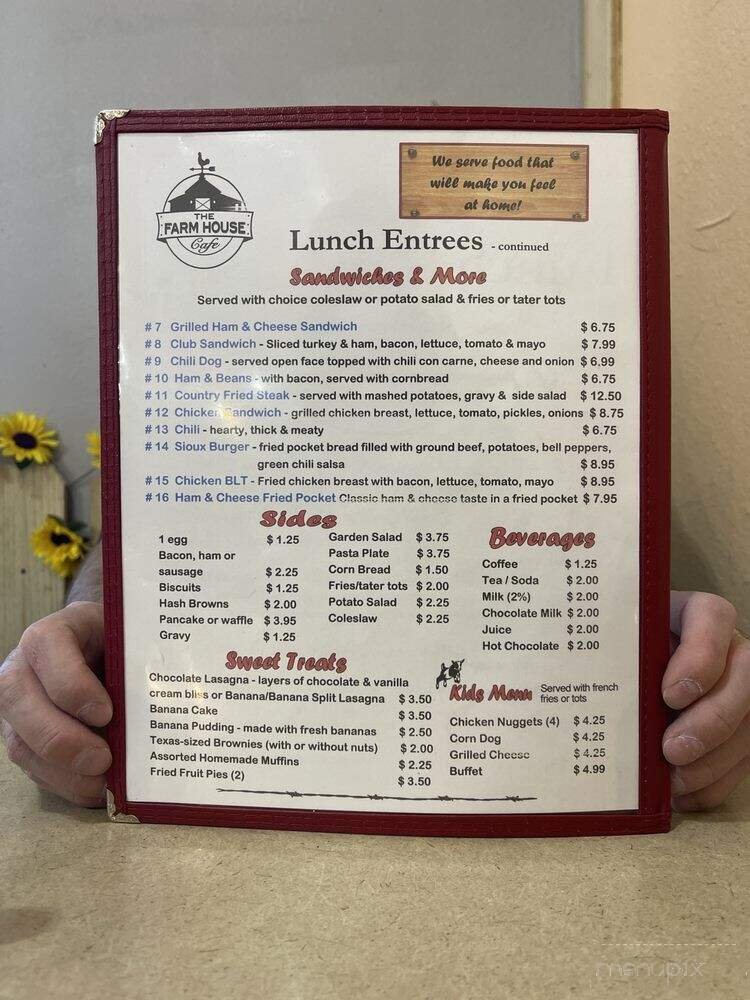 THE
FARM HOUSE
Cafe
We serve food that
will make you feel
at home!
Lunch Entrees - continued
Sandwiches & More
Served with choice coleslaw or potato salad & fries or tater tots
#7 Grilled Ham & Cheese Sandwich $6.75
#8 Club Sandwich - Sliced turkey & ham, bacon, lettuce, tomato & mayo $7.99
#9 Chili Dog - served open face topped with chili con carne, cheese and onion $6.99
#10 Ham & Beans - with bacon, served with cornbread $6.75
#11 Country Fried Steak - served with mashed potatoes, gravy & side salad $12.50
#12 Chicken Sandwich - grilled chicken breast, lettuce, tomato, pickles, onions $8.75
#13 Chili - hearty, thick & meaty $6.75
#14 Sioux Burger - fried pocket bread filled with ground beef, potatoes, bell peppers,
green chili salsa $8.95
#15 Chicken BLT - Fried chicken breast with bacon, lettuce, tomato, mayo $8.95
#16 Ham & Cheese Fried Pocket Classic ham & cheese taste in a fried pocket $7.95
Sides
1 egg $1.25
Bacon, ham or
sausage $2.25
Biscuits $1.25
Hash Browns $2.00
Pancake or waffle $3.95
Gravy $1.25
Garden Salad $3.75
Pasta Plate $3.75
Corn Bread $1.50
Fries/tater tots $2.00
Potato Salad $2.25
Coleslaw $2.25
Beverages
Coffee $1.25
Tea / Soda $2.00
Milk (2%) $2.00
Chocolate Milk $2.00
Juice $2.00
Hot Chocolate $2.00
Sweet Treats
Chocolate Lasagna - layers of chocolate & vanilla
cream bliss or Banana/Banana Split Lasagna $3.50
Banana Cake $3.50
Banana Pudding - made with fresh bananas $2.50
Texas-sized Brownies (with or without nuts) $2.00
Assorted Homemade Muffins $2.25
Fried Fruit Pies (2) $3.50
Kids Menu Served with french
fries or tots
Chicken Nuggets (4) $4.25
Corn Dog $4.25
Grilled Cheese $4.25
Buffet $4.99
menupix